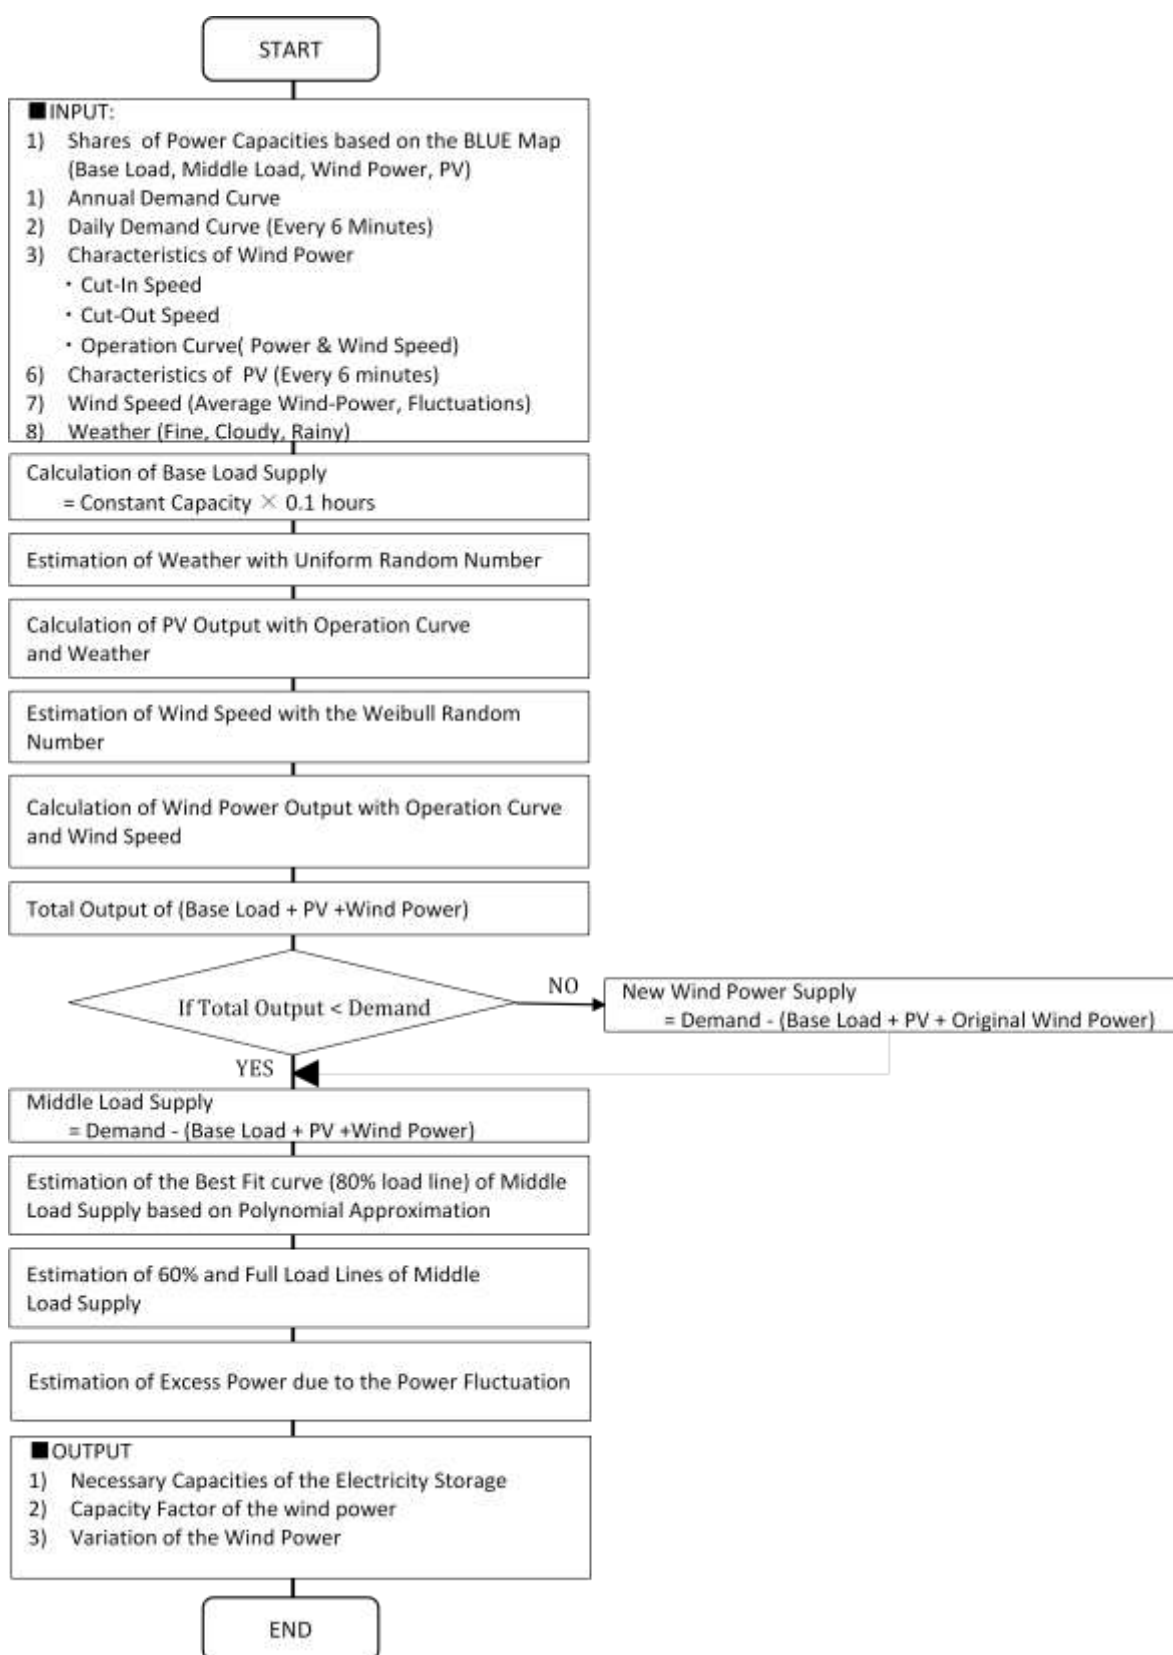 START
■INPUT:
1) Shares of Power Capacities based on the BLUE Map
(Base Load, Middle Load, Wind Power, PV)
1) Annual Demand Curve
2) Daily Demand Curve (Every 6 Minutes)
3) Characteristics of Wind Power
・Cut-In Speed
・Cut-Out Speed
・Operation Curve( Power & Wind Speed)
6) Characteristics of PV (Every 6 minutes)
7) Wind Speed (Average Wind-Power, Fluctuations)
8) Weather (Fine, Cloudy, Rainy)
Calculation of Base Load Supply
= Constant Capacity × 0.1 hours
Estimation of Weather with Uniform Random Number
Calculation of PV Output with Operation Curve
and Weather
Estimation of Wind Speed with the Weibull Random
Number
Calculation of Wind Power Output with Operation Curve
and Wind Speed
Total Output of (Base Load + PV +Wind Power)
If Total Output < Demand
NO
New Wind Power Supply
= Demand - (Base Load + PV + Original Wind Power)
YES
Middle Load Supply
= Demand - (Base Load + PV +Wind Power)
Estimation of the Best Fit curve (80% load line) of Middle
Load Supply based on Polynomial Approximation
Estimation of 60% and Full Load Lines of Middle
Load Supply
Estimation of Excess Power due to the Power Fluctuation
■OUTPUT
1) Necessary Capacities of the Electricity Storage
2) Capacity Factor of the wind power
3) Variation of the Wind Power
END